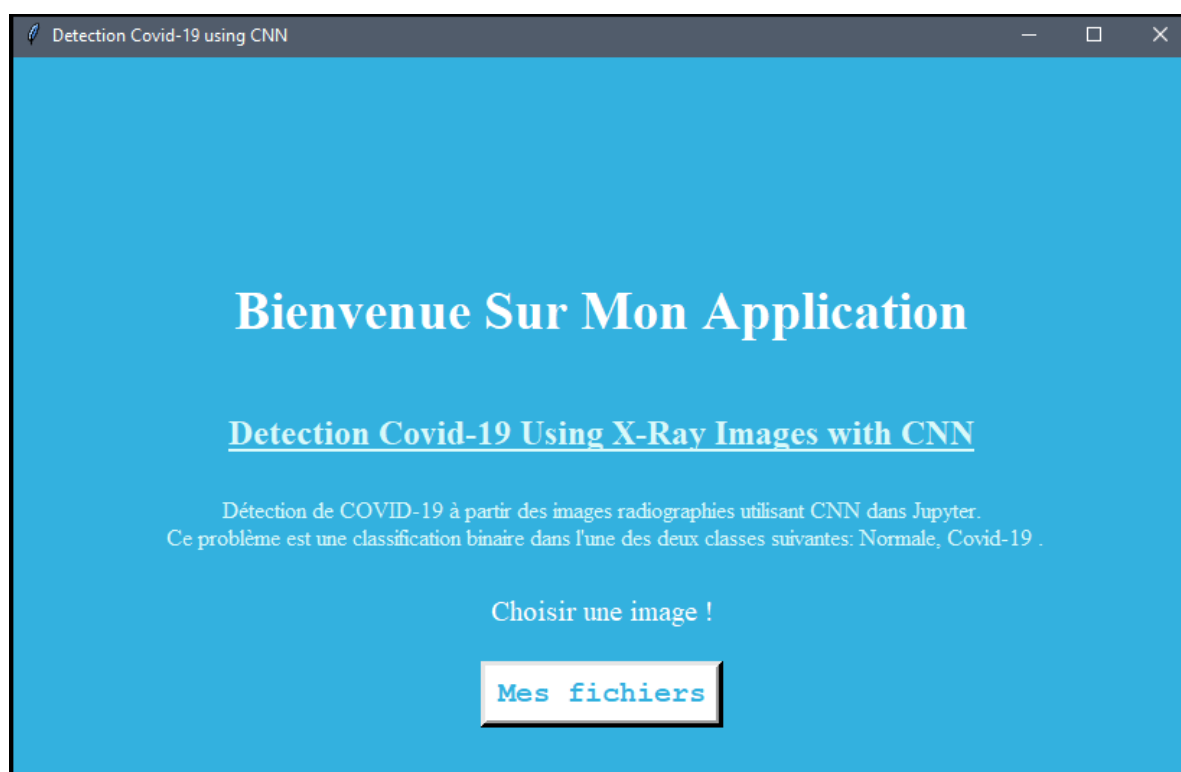 Detection Covid-19 using CNN
Bienvenue Sur Mon Application
Detection Covid-19 Using X-Ray Images with CNN
Détection de COVID-19 à partir des images radiographies utilisant CNN dans Jupyter.
Ce problème est une classification binaire dans l'une des deux classes suivantes: Normale, Covid-19 .
Choisir une image !
Mes fichiers